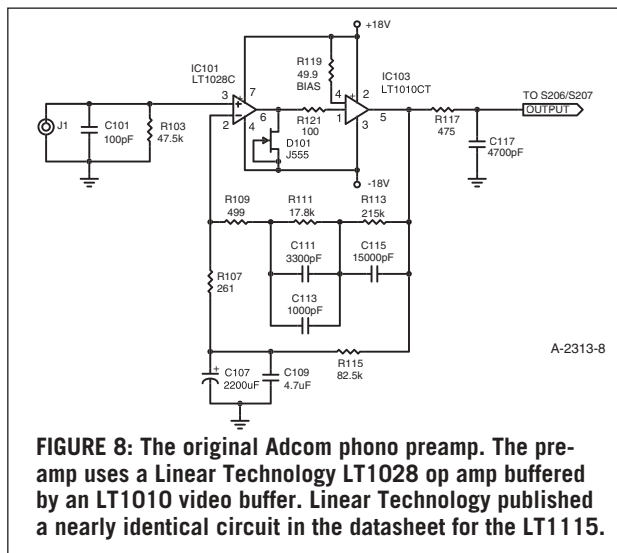 +18V
IC101
LT1028C
R119
49.9
BIAS
IC103
LT1010CT
3
7
4
2
TO S206/S207
OUTPUT
+
+
2
4
6
1
3
5
J1
C101
100pF
R103
47.5k
R121
100
D101
J555
R117
475
C117
4700pF
-18V
R109
499
R111
17.8k
R113
215k
C111
3300pF
C115
15000pF
C113
1000pF
R107
261
R115
82.5k
A-2313-8
+
C107
2200uF
C109
4.7uF
FIGURE 8: The original Adcom phono preamp. The pre-
amp uses a Linear Technology LT1028 op amp buffered
by an LT1010 video buffer. Linear Technology published
a nearly identical circuit in the datasheet for the LT1115.